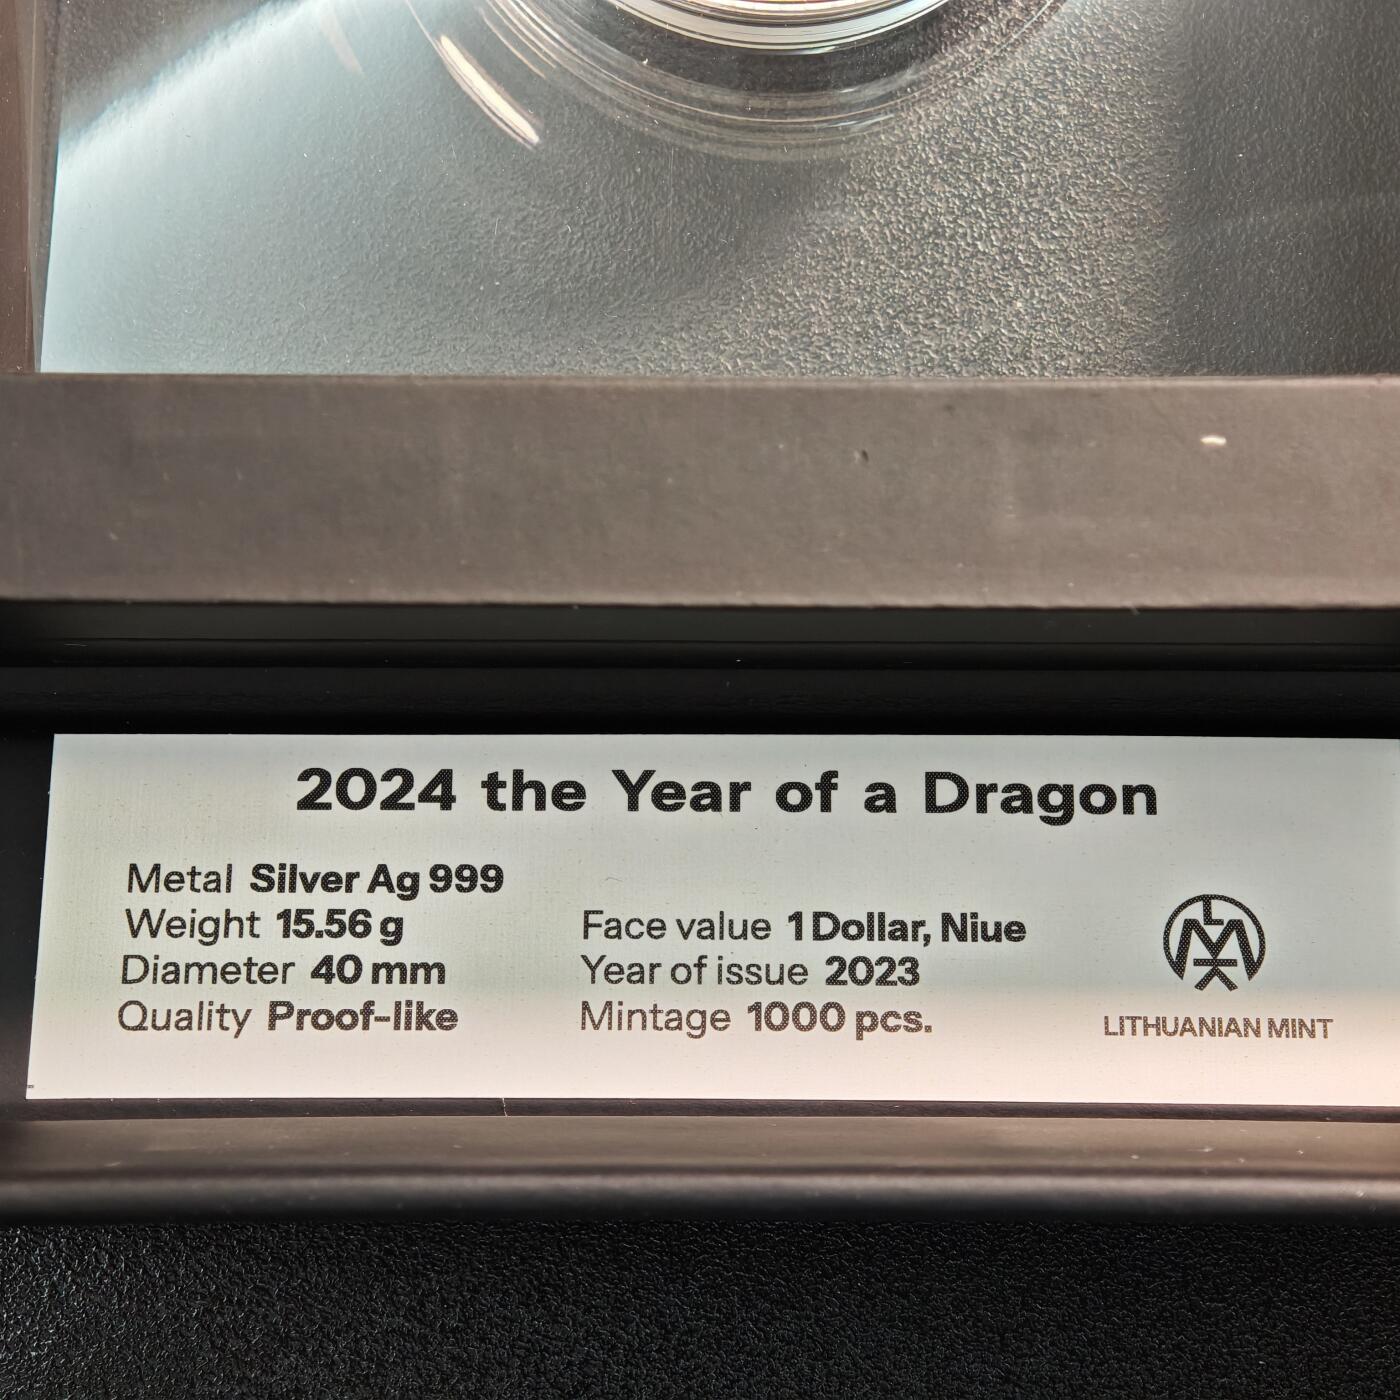 2024 the Year of a Dragon
Metal Silver Ag 999
Weight 15.56 g
Diameter 40 mm
Quality Proof-like
Face value 1 Dollar, Niue
Year of issue 2023
Mintage 1000 pcs.
LMK
LITHUANIAN MINT